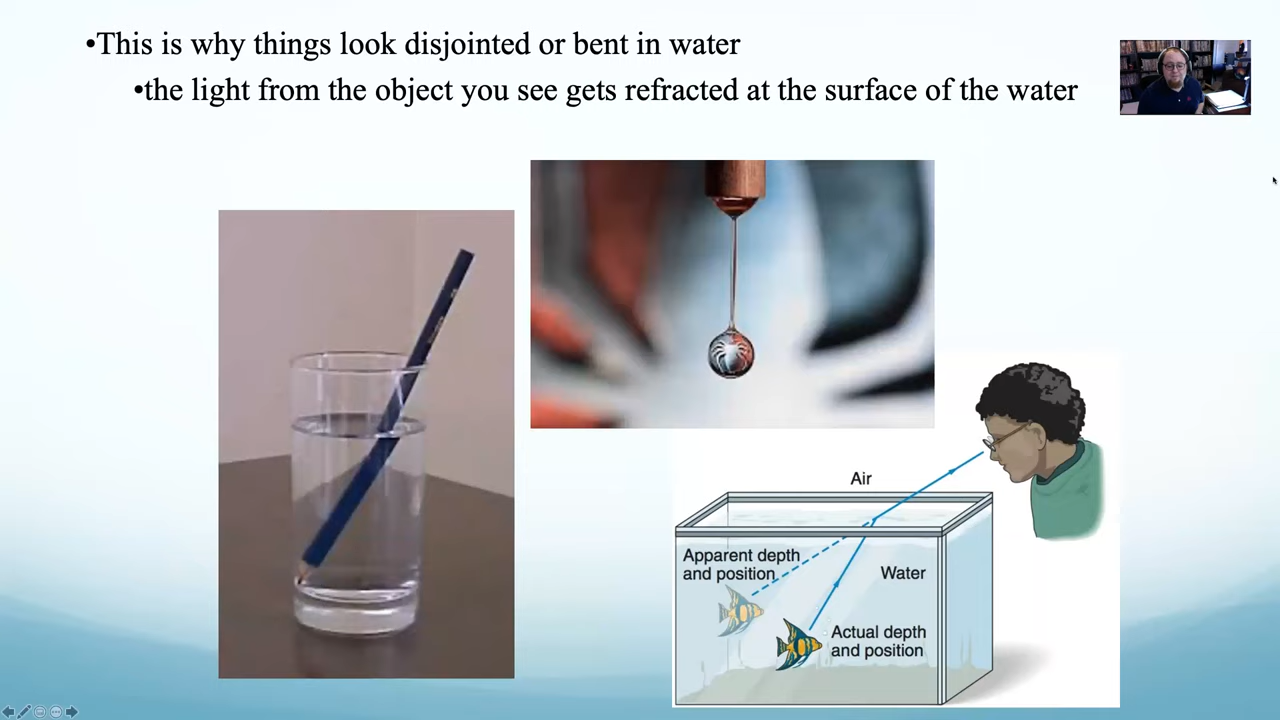 •This is why things look disjointed or bent in water
•the light from the object you see gets refracted at the surface of the water
Air
Apparent depth
and position
Water
Actual depth
and position